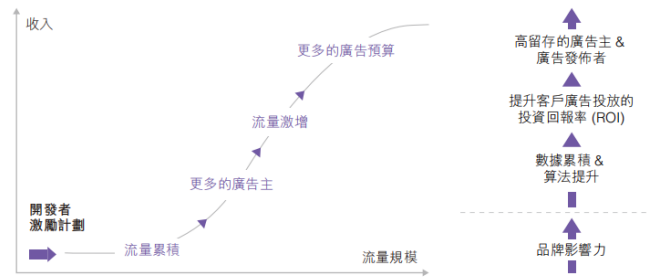 收入
更多的廣告預算
流量激增
更多的廣告主
開發者
激勵計劃
流量累積
流量規模
高留存的廣告主 &
廣告發佈者
提升客戶廣告投放的
投資回報率 (ROI)
數據累積 &
算法提升
品牌影響力